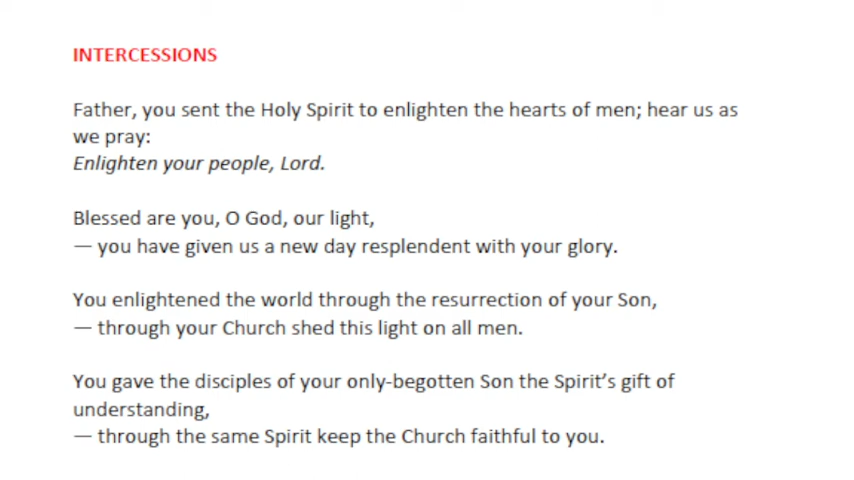 INTERCESSIONS
Father, you sent the Holy Spirit to enlighten the hearts of men; hear us as
we pray:
Enlighten your people, Lord.
Blessed are you, O God, our light,
— you have given us a new day resplendent with your glory.
You enlightened the world through the resurrection of your Son,
— through your Church shed this light on all men.
You gave the disciples of your only-begotten Son the Spirit’s gift of
understanding,
— through the same Spirit keep the Church faithful to you.